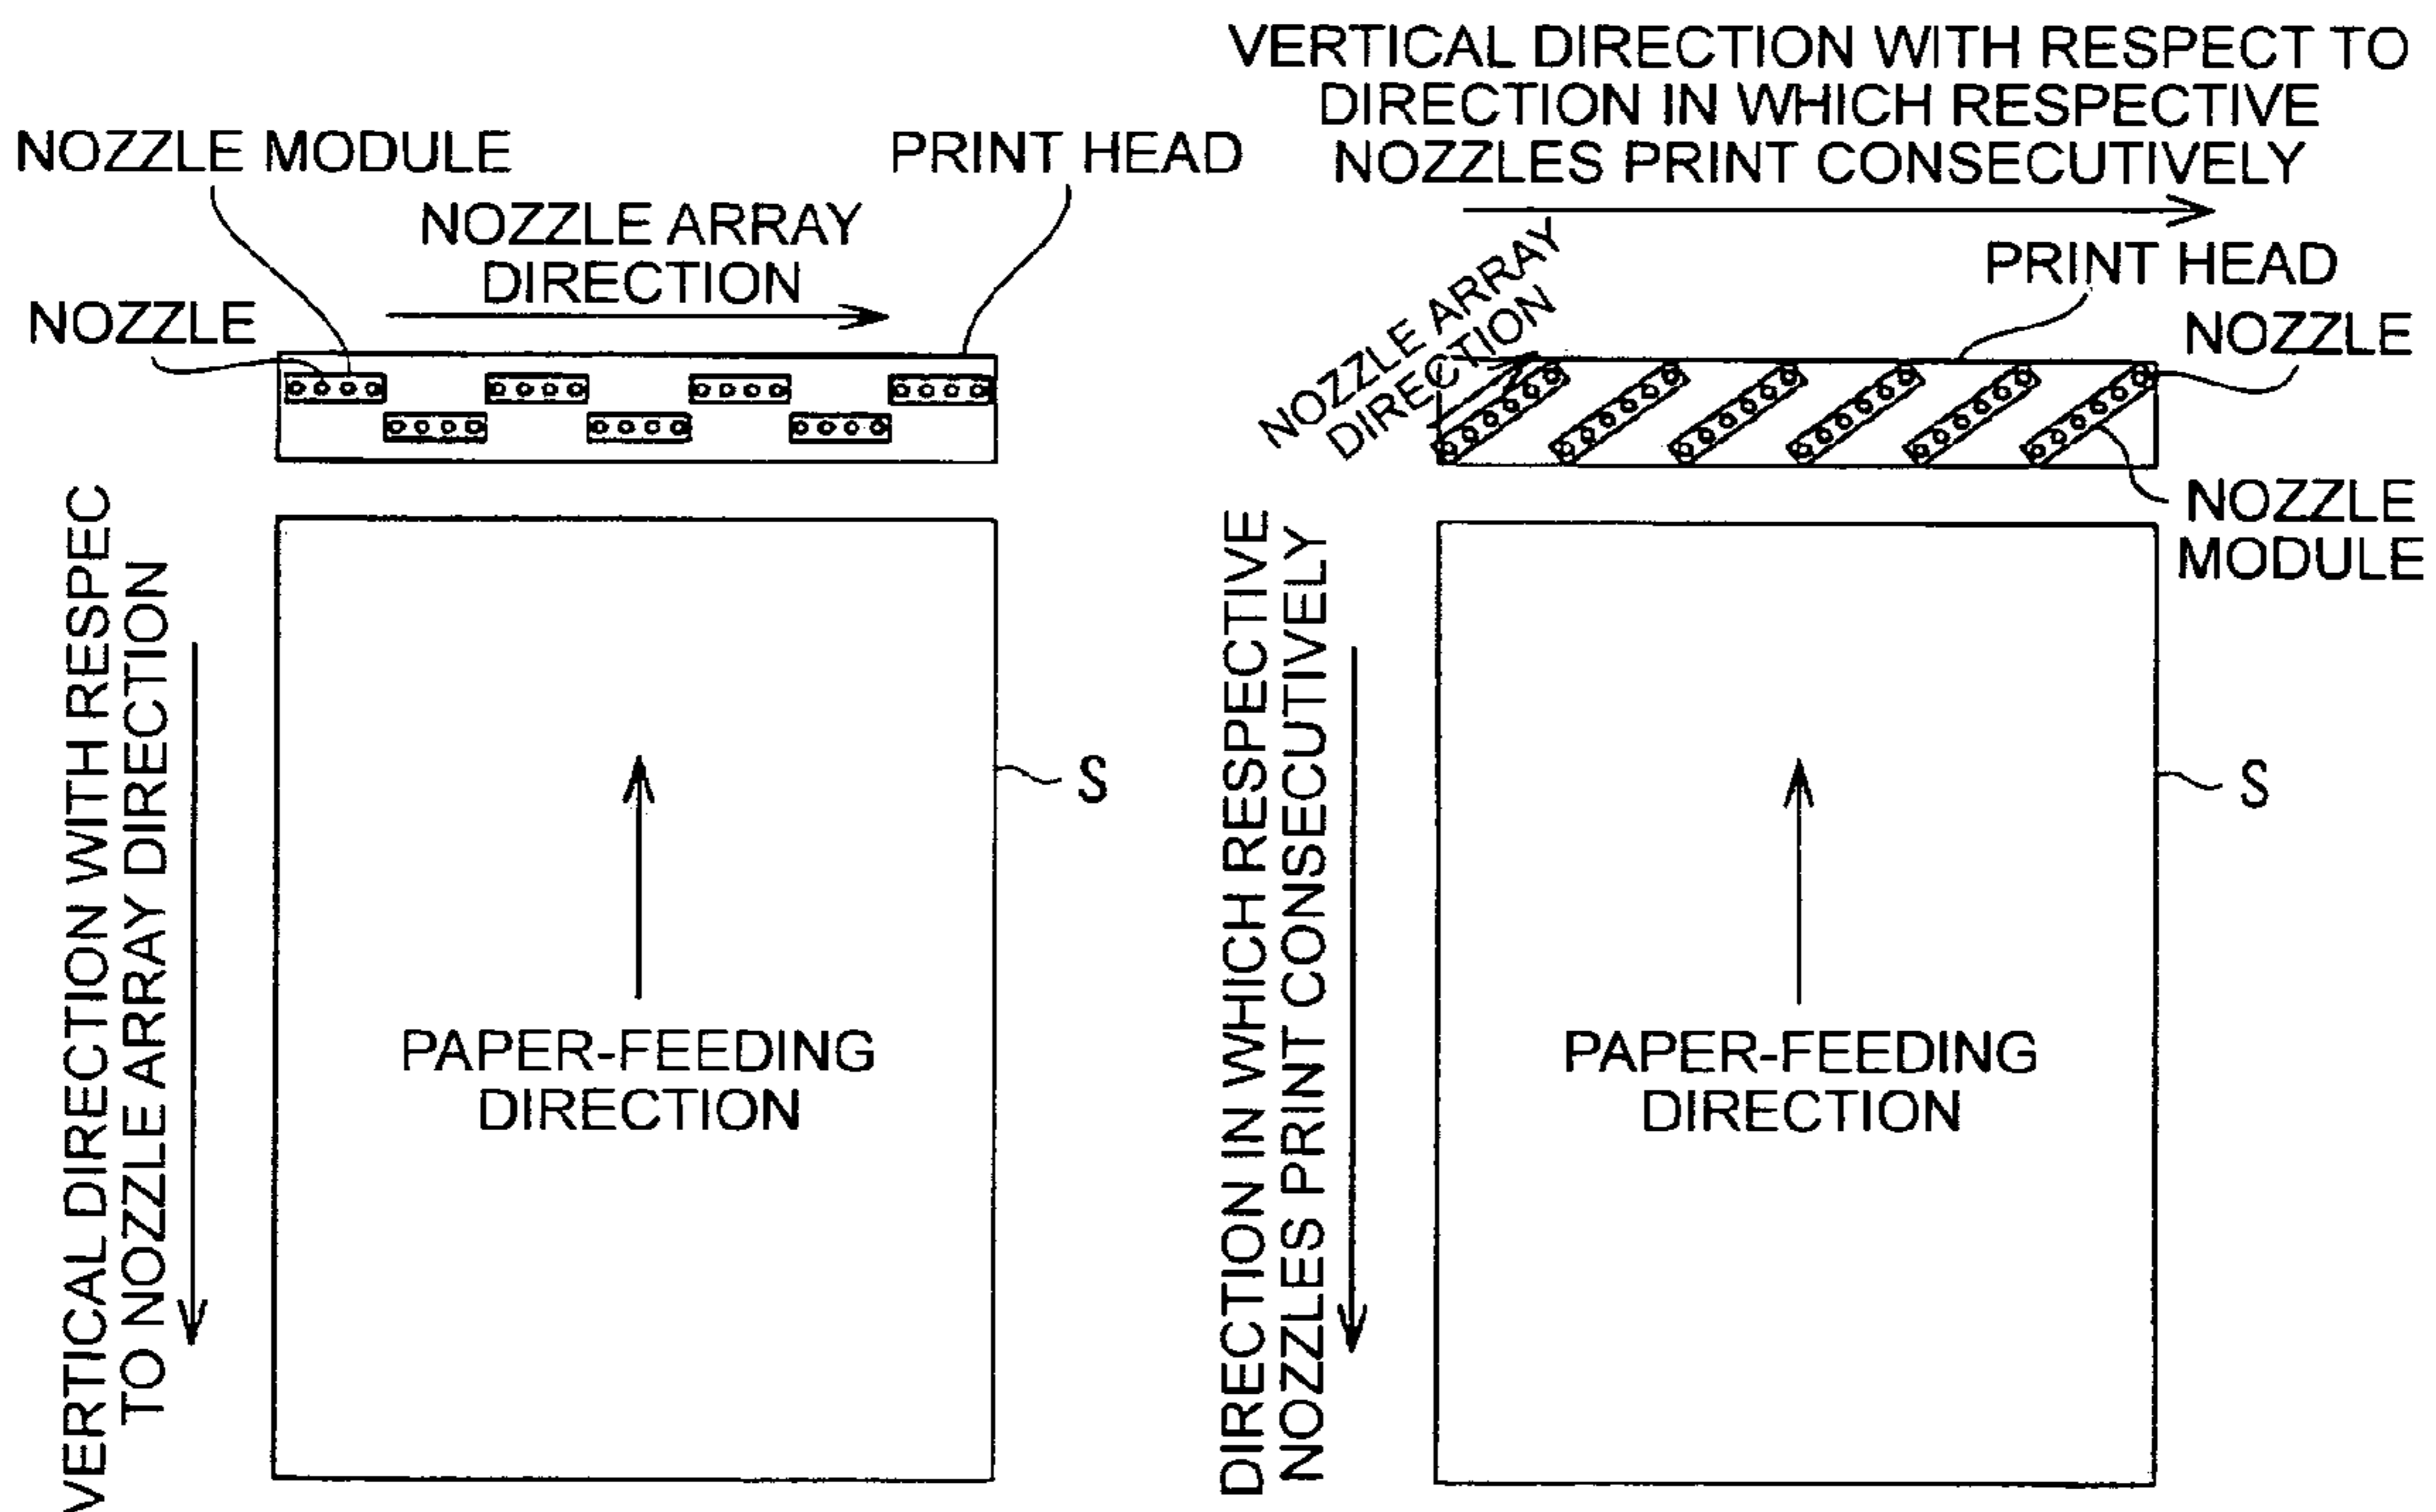 NOZZLE MODULE
NOZZLE ARRAY
DIRECTION
PRINT HEAD
NOZZLE
VERTICAL DIRECTION WITH RESPEC
TO NOZZLE ARRAY DIRECTION
S
PAPER-FEEDING
DIRECTION
VERTICAL DIRECTION WITH RESPECT TO
DIRECTION IN WHICH RESPECTIVE
NOZZLES PRINT CONSECUTIVELY
NOZZLE ARRAY
DIRECTION
PRINT HEAD
NOZZLE
NOZZLE
MODULE
DIRECTION IN WHICH RESPECTIVE
NOZZLES PRINT CONSECUTIVELY
S
PAPER-FEEDING
DIRECTION